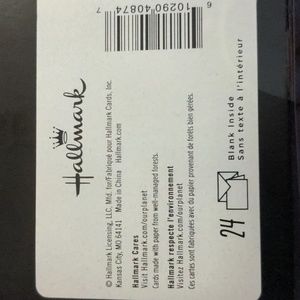 6 10290 40874 7
Hallmark
© Hallmark Licensing, LLC, Mfd. for/Fabriqué pour Hallmark Cards, Inc.
Kansas City, MO 64141 Made in China Hallmark.com
Hallmark Cares
Visit Hallmark.com/ourplanet
Cards made with paper from well-managed forests.
Hallmark respecte l'environnement
Visitez Hallmark.com/ourplanet
Les cartes sont fabriquées avec du papier provenant de forêts bien gérées.
24
Blank Inside
Sans texte à l'intérieur